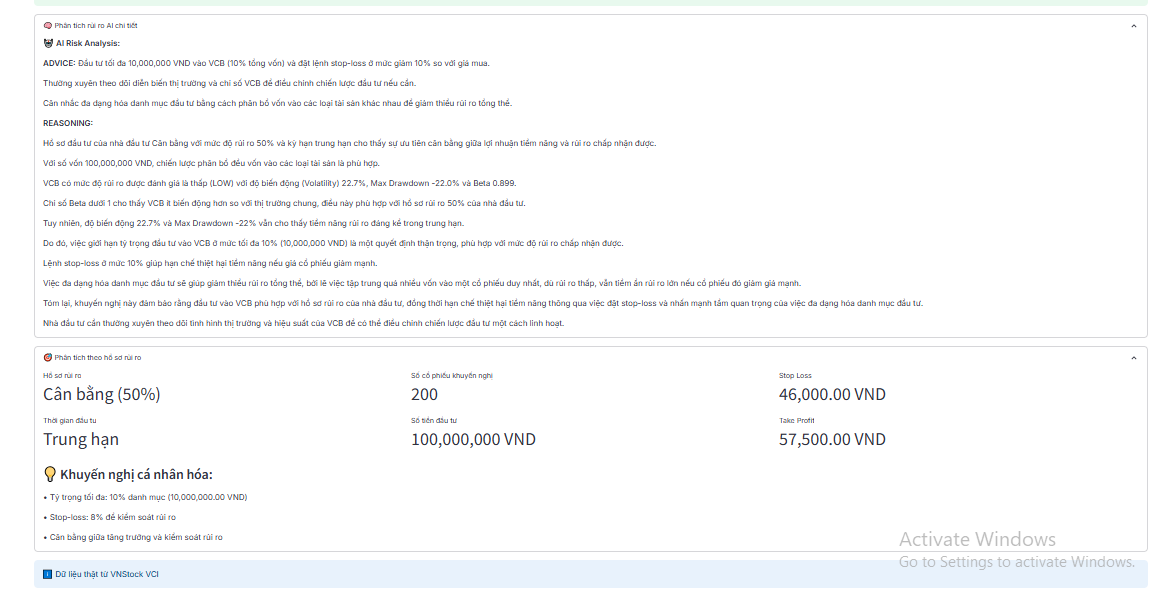 Phân tích rủi ro AI chi tiết
AI Risk Analysis:
ADVICE: Đầu tư tối đa 10,000,000 VND vào VCB (10% tổng vốn) và đặt lệnh stop-loss ở mức giảm 10% so với giá mua.
Thường xuyên theo dõi diễn biến thị trường và chỉ số VCB để điều chỉnh chiến lược đầu tư nếu cần.
Cân nhắc đa dạng hóa danh mục đầu tư bằng cách phân bổ vốn vào các loại tài sản khác nhau để giảm thiểu rủi ro tổng thể.
REASONING:
Hồ sơ đầu tư của nhà đầu tư Cân bằng với mức độ rủi ro 50% và kỳ hạn trung hạn cho thấy sự ưu tiên cân bằng giữa lợi nhuận tiềm năng và rủi ro chấp nhận được.
Với số vốn 100,000,000 VND, chiến lược phân bổ đều vốn vào các loại tài sản là phù hợp.
VCB có mức độ rủi ro được đánh giá là thấp (LOW) với độ biến động (Volatility) 22.7%, Max Drawdown -22.0% và Beta 0.899.
Chỉ số Beta dưới 1 cho thấy VCB ít biến động hơn so với thị trường chung, điều này phù hợp với hồ sơ rủi ro 50% của nhà đầu tư.
Tuy nhiên, độ biến động 22.7% và Max Drawdown -22% vẫn cho thấy tiềm năng rủi ro đáng kể trong trung hạn.
Do đó, việc giới hạn tỷ trọng đầu tư vào VCB ở mức tối đa 10% (10,000,000 VND) là một quyết định thận trọng, phù hợp với mức độ rủi ro chấp nhận được.
Lệnh stop-loss ở mức 10% giúp hạn chế thiệt hại tiềm năng nếu giá cổ phiếu giảm mạnh.
Việc đa dạng hóa danh mục đầu tư sẽ giúp giảm thiểu rủi ro tổng thể, bởi lẽ việc tập trung quá nhiều vốn vào một cổ phiếu duy nhất, dù rủi ro thấp, vẫn tiềm ẩn rủi ro lớn nếu cổ phiếu đó giảm giá mạnh.
Tóm lại, khuyến nghị này đảm bảo rằng đầu tư vào VCB phù hợp với hồ sơ rủi ro của nhà đầu tư, đồng thời hạn chế thiệt hại tiềm năng thông qua việc đặt stop-loss và nhấn mạnh tầm quan trọng của việc đa dạng hóa danh mục đầu tư.
Nhà đầu tư cần thường xuyên theo dõi tình hình thị trường và hiệu suất của VCB để có thể điều chỉnh chiến lược đầu tư một cách linh hoạt.
Phân tích theo hồ sơ rủi ro
Hồ sơ rủi ro
Cân bằng (50%)
Số cổ phiếu khuyến nghị
200
Stop Loss
46,000.00 VND
Thời gian đầu tư
Trung hạn
Số tiền đầu tư
100,000,000 VND
Take Profit
57,500.00 VND
Khuyến nghị cá nhân hóa:
• Tỷ trọng tối đa: 10% danh mục (10,000,000.00 VND)
• Stop-loss: 8% để kiểm soát rủi ro
• Cân bằng giữa tăng trưởng và kiểm soát rủi ro
Activate Windows
Go to Settings to activate Windows.
Dữ liệu thật từ VNStock VCI